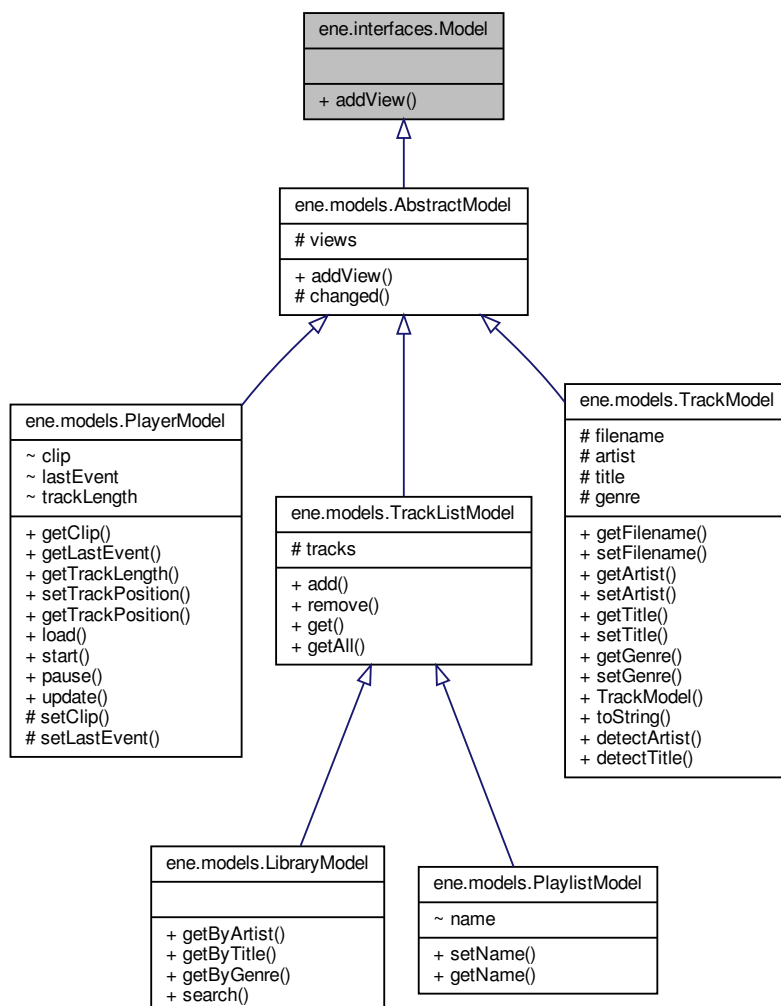 ene.interfaces.Model
+ addView()
ene.models.AbstractModel
# views
+ addView()
# changed()
ene.models.PlayerModel
~ clip
~ lastEvent
~ trackLength
+ getClip()
+ getLastEvent()
+ getTrackLength()
+ setTrackPosition()
+ getTrackPosition()
+ load()
+ start()
+ pause()
+ update()
# setClip()
# setLastEvent()
ene.models.TrackListModel
# tracks
+ add()
+ remove()
+ get()
+ getAll()
ene.models.TrackModel
# filename
# artist
# title
# genre
+ getFilename()
+ setFilename()
+ getArtist()
+ setArtist()
+ getTitle()
+ setTitle()
+ getGenre()
+ setGenre()
+ TrackModel()
+ toString()
+ detectArtist()
+ detectTitle()
ene.models.LibraryModel
+ getByArtist()
+ getByTitle()
+ getByGenre()
+ search()
ene.models.PlaylistModel
~ name
+ setName()
+ getName()